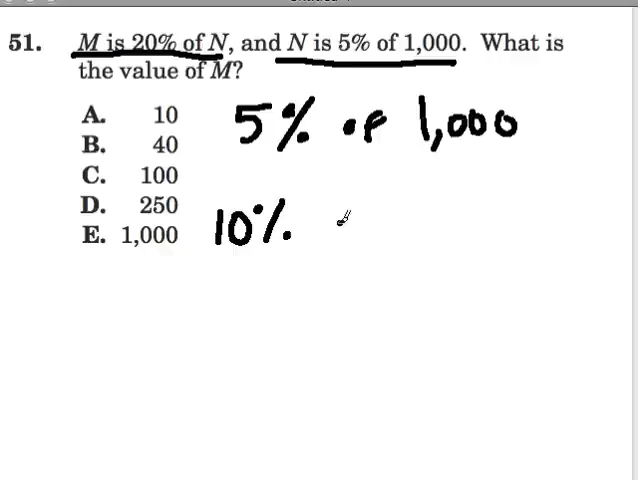 51. M is 20% of N, and N is 5% of 1,000. What is
the value of M?
A. 10
B. 40
C. 100
D. 250
E. 1,000
5% of 1,000
10%